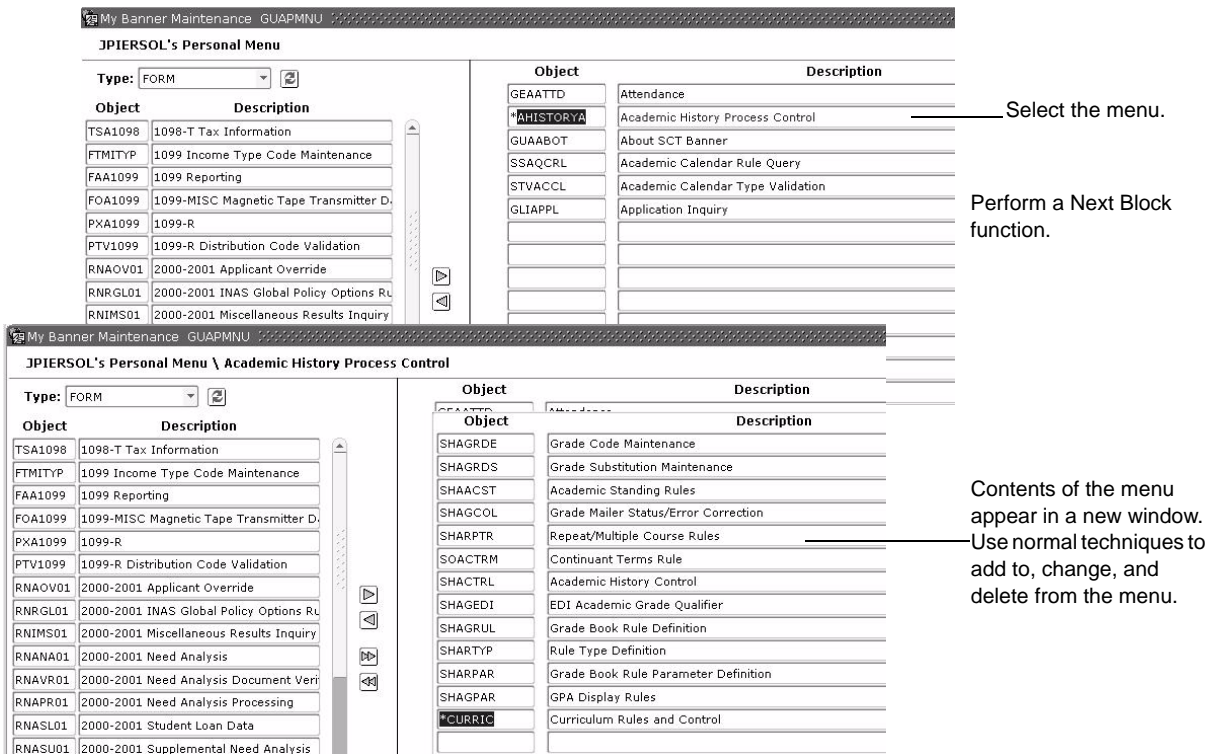 My Banner Maintenance GUAPMNU
JPIERSOL's Personal Menu
Type: FORM
Object Description
TSA1098 1098-T Tax Information
FTMITYP 1099 Income Type Code Maintenance
FAA1099 1099 Reporting
FOA1099 1099-MISC Magnetic Tape Transmitter D
PXA1099 1099-R
PTV1099 1099-R Distribution Code Validation
RNAOV01 2000-2001 Applicant Override
RNRGL01 2000-2001 INAS Global Policy Options Ru
RNIMS01 2000-2001 Miscellaneous Results Inquiry
Object Description
GEAATTD Attendance
*AHISTORYA Academic History Process Control
GUAABOT About SCT Banner
SSAQCRL Academic Calendar Rule Query
STVACCL Academic Calendar Type Validation
GLIAPPL Application Inquiry
Select the menu.
Perform a Next Block
function.
My Banner Maintenance GUAPMNU
JPIERSOL's Personal Menu \ Academic History Process Control
Type: FORM
Object Description
TSA1098 1098-T Tax Information
FTMITYP 1099 Income Type Code Maintenance
FAA1099 1099 Reporting
FOA1099 1099-MISC Magnetic Tape Transmitter D
PXA1099 1099-R
PTV1099 1099-R Distribution Code Validation
RNAOV01 2000-2001 Applicant Override
RNRGL01 2000-2001 INAS Global Policy Options Ru
RNIMS01 2000-2001 Miscellaneous Results Inquiry
RNANA01 2000-2001 Need Analysis
RNAVR01 2000-2001 Need Analysis Document Veri
RNAPR01 2000-2001 Need Analysis Processing
RNASL01 2000-2001 Student Loan Data
RNASU01 2000-2001 Supplemental Need Analysis
Object Description
GEAATTD Attendance
Object Description
SHAGRDE Grade Code Maintenance
SHAGRDS Grade Substitution Maintenance
SHAACST Academic Standing Rules
SHAGCOL Grade Mailer Status/Error Correction
SHARPTR Repeat/Multiple Course Rules
SOACTRM Continuant Terms Rule
SHACTRL Academic History Control
SHAGEDI EDI Academic Grade Qualifier
SHAGRUL Grade Book Rule Definition
SHARTYP Rule Type Definition
SHARPAR Grade Book Rule Parameter Definition
SHAGPAR GPA Display Rules
*CURRIC Curriculum Rules and Control
Contents of the menu
appear in a new window.
Use normal techniques to
add to, change, and
delete from the menu.